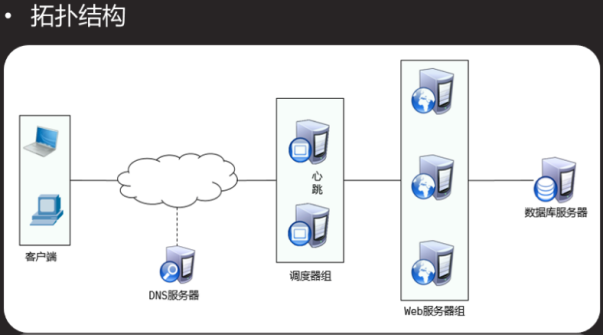 • 拓扑结构
心
跳
客户端
DNS服务器
调度器组
Web服务器组
数据库服务器